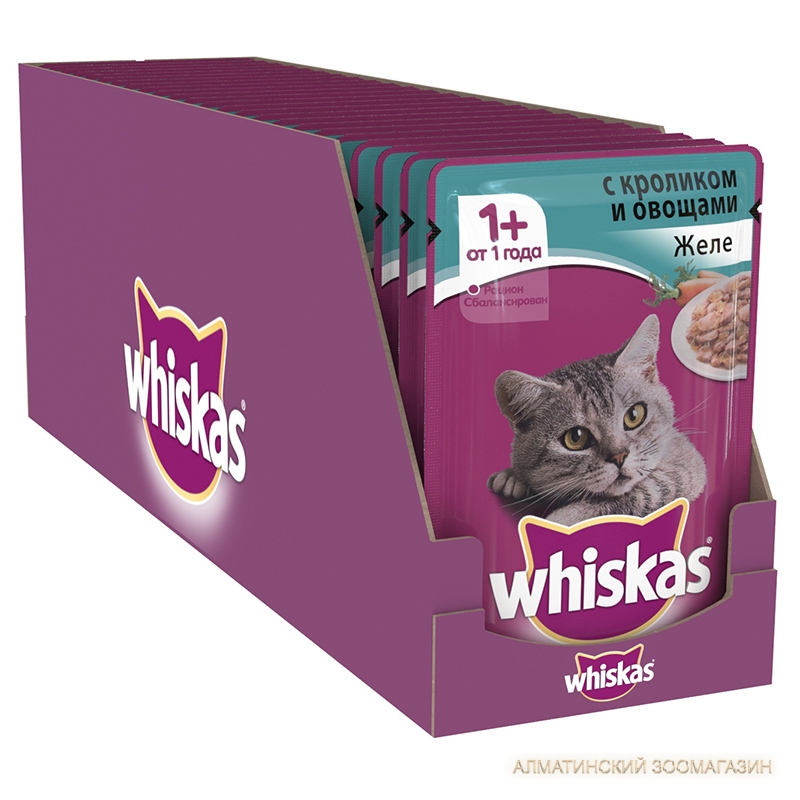 с кроликом
и овощами
Желе
1+
от 1 года
Рацион
Сбалансирован
whiskas®
whiskas®
whiskas®
АЛМАТИНСКИЙ ЗООМАГАЗИН